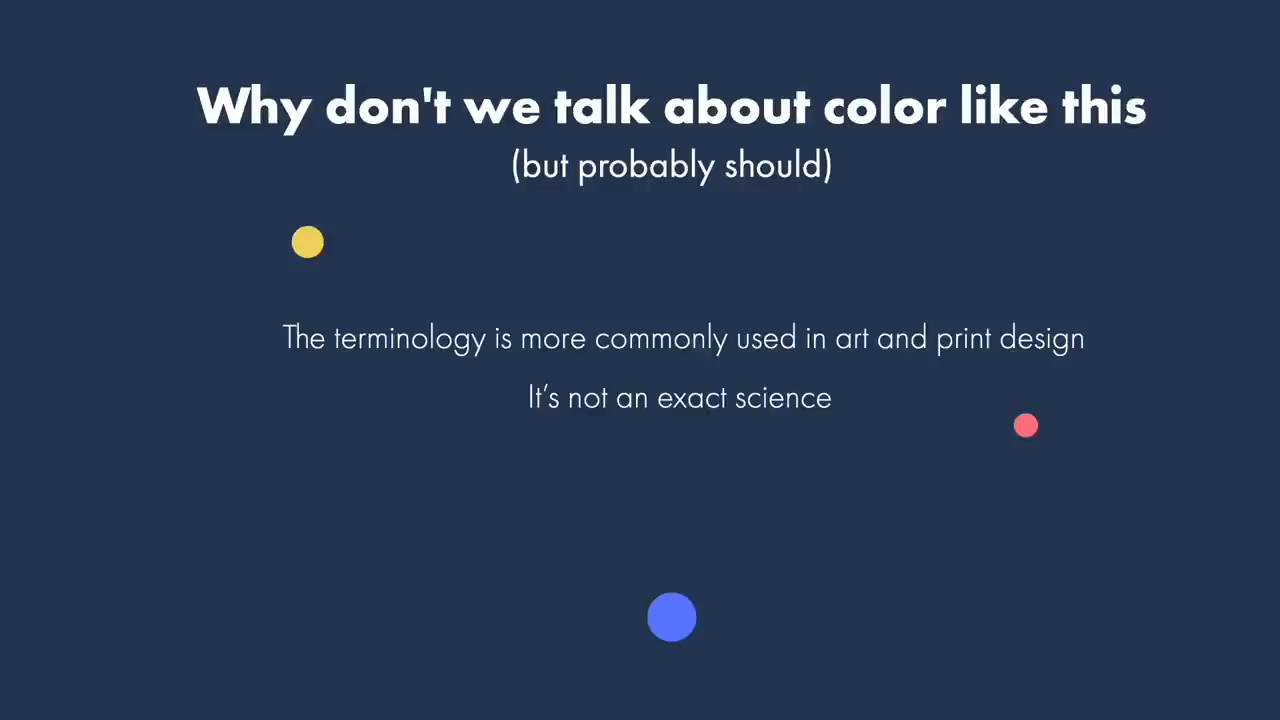 Why don't we talk about color like this
(but probably should)
The terminology is more commonly used in art and print design
It’s not an exact science